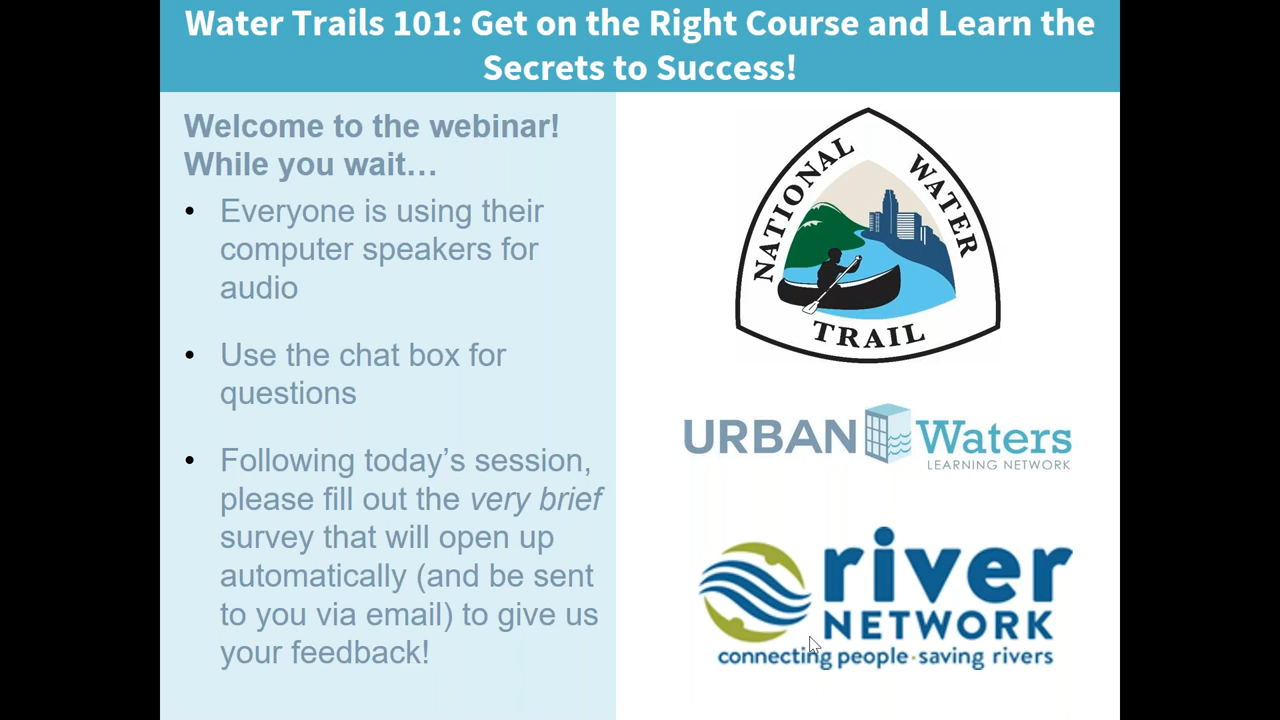 Water Trails 101: Get on the Right Course and Learn the
Secrets to Success!
Welcome to the webinar!
While you wait…
• Everyone is using their
computer speakers for
audio
• Use the chat box for
questions
• Following today’s session,
please fill out the very brief
survey that will open up
automatically (and be sent
to you via email) to give us
your feedback!
NATIONAL WATER
TRAIL
URBAN Waters
LEARNING NETWORK
river
NETWORK
connecting people·saving rivers